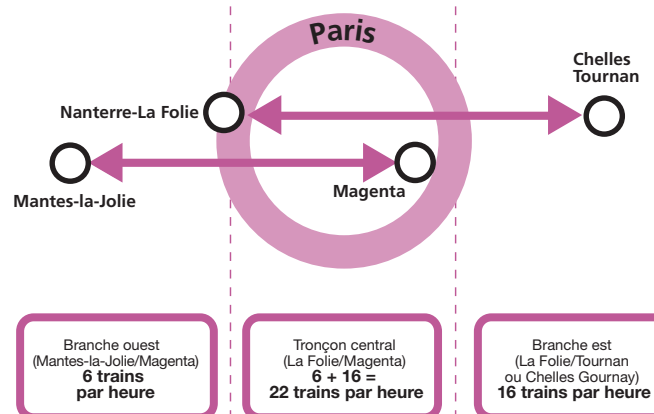 Paris
Chelles
Tournan
Nanterre-La Folie
Magenta
Mantes-la-Jolie
Branche ouest
(Mantes-la-Jolie/Magenta)
6 trains
par heure
Tronçon central
(La Folie/Magenta)
6 + 16 =
22 trains par heure
Branche est
(La Folie/Tournan
ou Chelles Gournay)
16 trains par heure